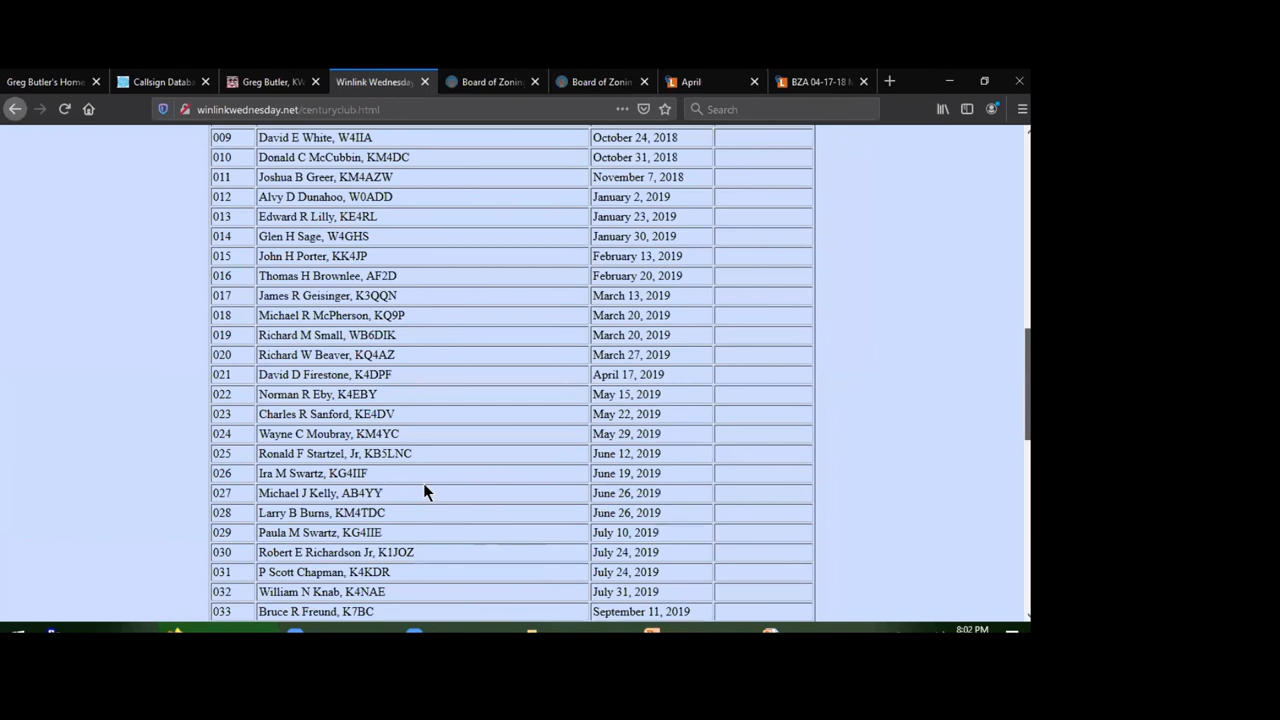 Greg Butler's Home
Callsign Datab
Greg Butler, KW
Winlink Wednesday
Board of Zoning
Board of Zonin
April
BZA 04-17-18 M
winlinkwednesday.net/centuryclub.html
Search
009 David E White, W4IIA October 24, 2018
010 Donald C McCubbin, KM4DC October 31, 2018
011 Joshua B Greer, KM4AZW November 7, 2018
012 Alvy D Dunahoo, W0ADD January 2, 2019
013 Edward R Lilly, KE4RL January 23, 2019
014 Glen H Sage, W4GHS January 30, 2019
015 John H Porter, KK4JP February 13, 2019
016 Thomas H Brownlee, AF2D February 20, 2019
017 James R Geisinger, K3QQN March 13, 2019
018 Michael R McPherson, KQ9P March 20, 2019
019 Richard M Small, WB6DIK March 20, 2019
020 Richard W Beaver, KQ4AZ March 27, 2019
021 David D Firestone, K4DPF April 17, 2019
022 Norman R Eby, K4EBY May 15, 2019
023 Charles R Sanford, KE4DV May 22, 2019
024 Wayne C Moubray, KM4YC May 29, 2019
025 Ronald F Startzel, Jr, KB5LNC June 12, 2019
026 Ira M Swartz, KG4IIF June 19, 2019
027 Michael J Kelly, AB4YY June 26, 2019
028 Larry B Burns, KM4TDC June 26, 2019
029 Paula M Swartz, KG4IIE July 10, 2019
030 Robert E Richardson Jr, K1JOZ July 24, 2019
031 P Scott Chapman, K4KDR July 24, 2019
032 William N Knab, K4NAE July 31, 2019
033 Bruce R Freund, K7BC September 11, 2019
8:02 PM